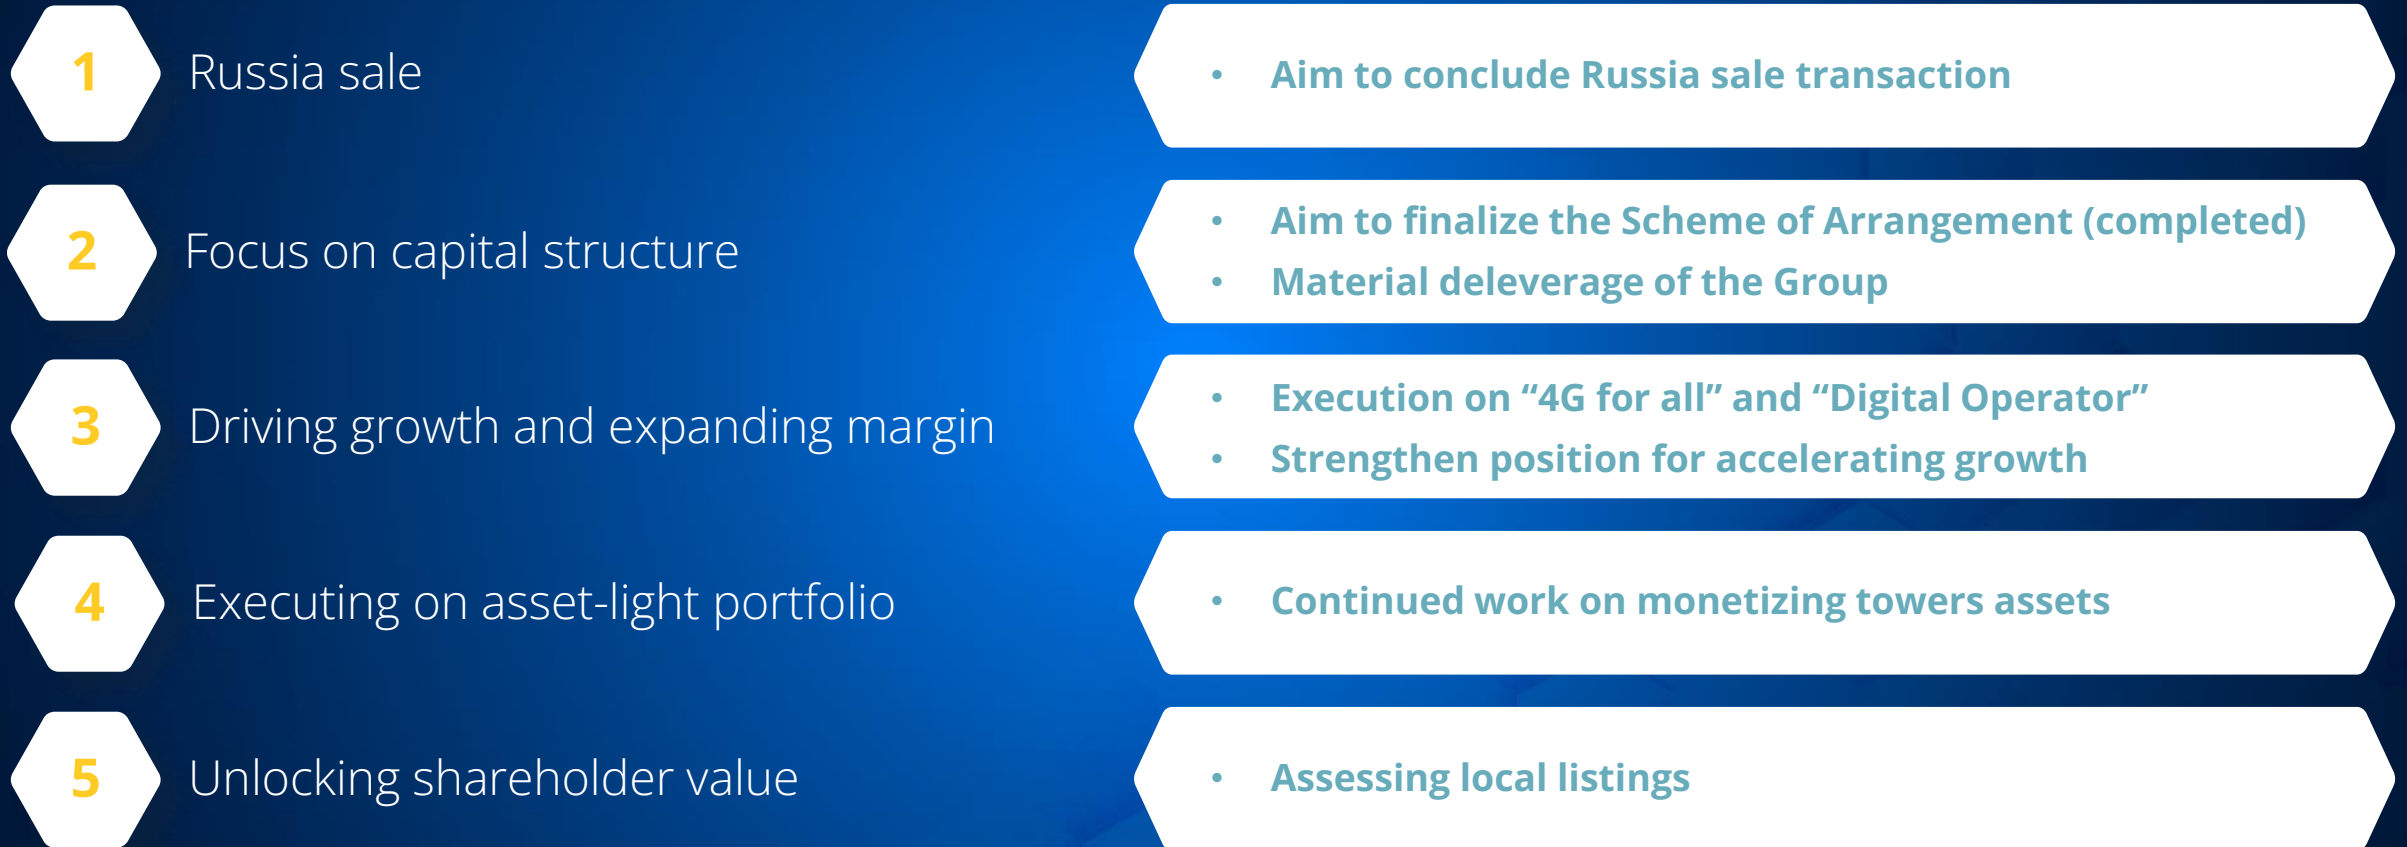 1
Russia sale
• Aim to conclude Russia sale transaction
2
Focus on capital structure
• Aim to finalize the Scheme of Arrangement (completed)
• Material deleverage of the Group
3
Driving growth and expanding margin
• Execution on “4G for all” and “Digital Operator”
• Strengthen position for accelerating growth
4
Executing on asset-light portfolio
• Continued work on monetizing towers assets
5
Unlocking shareholder value
• Assessing local listings